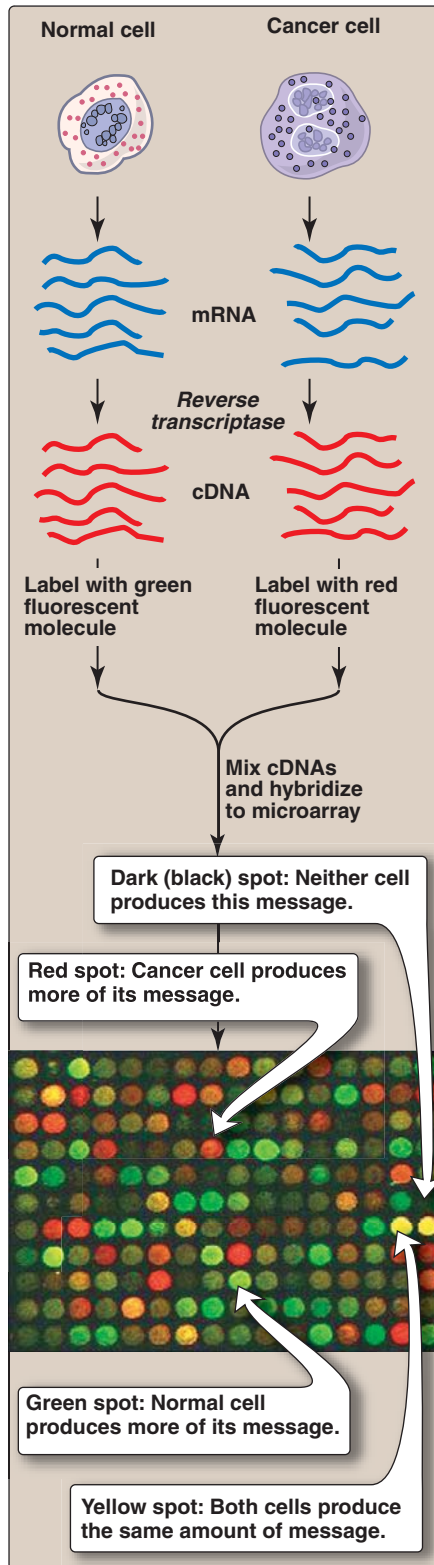 Normal cell
Cancer cell
mRNA
Reverse
transcriptase
cDNA
Label with green
fluorescent
molecule
Label with red
fluorescent
molecule
Mix cDNAs
and hybridize
to microarray
Dark (black) spot: Neither cell
produces this message.
Red spot: Cancer cell produces
more of its message.
Green spot: Normal cell
produces more of its message.
Yellow spot: Both cells produce
the same amount of message.